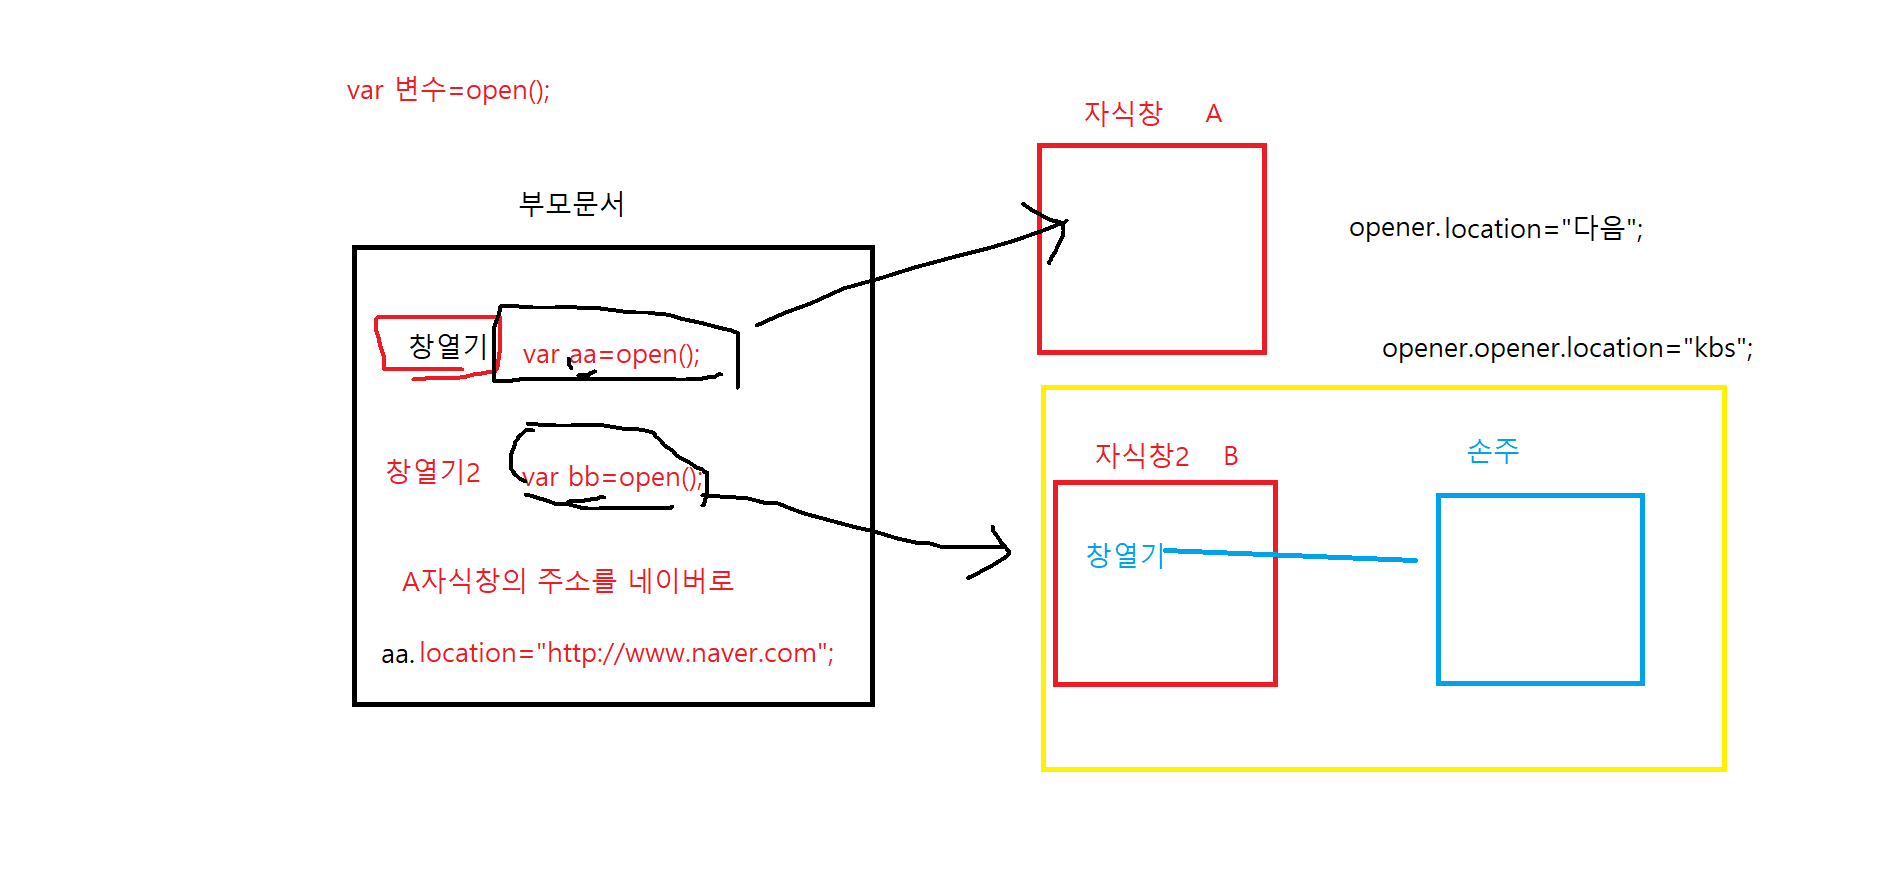 var 변수=open();
부모문서
창열기 var aa=open();
창열기2 var bb=open();
A자식창의 주소를 네이버로
aa.location="http://www.naver.com";
자식창 A
opener.location="다음";
opener.opener.location="kbs";
자식창2 B
손주
창열기